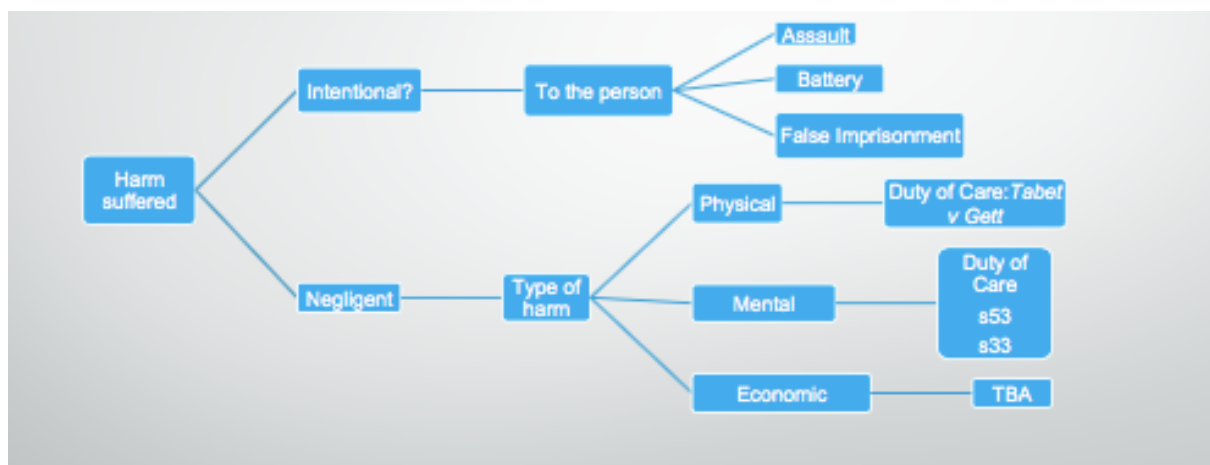 Assault
Intentional?
To the person
Battery
False Imprisonment
Harm
suffered
Physical
Duty of Care:Tabet
v Gett
Negligent
Type of
harm
Mental
Duty of
Care
s53
s33
Economic
TBA